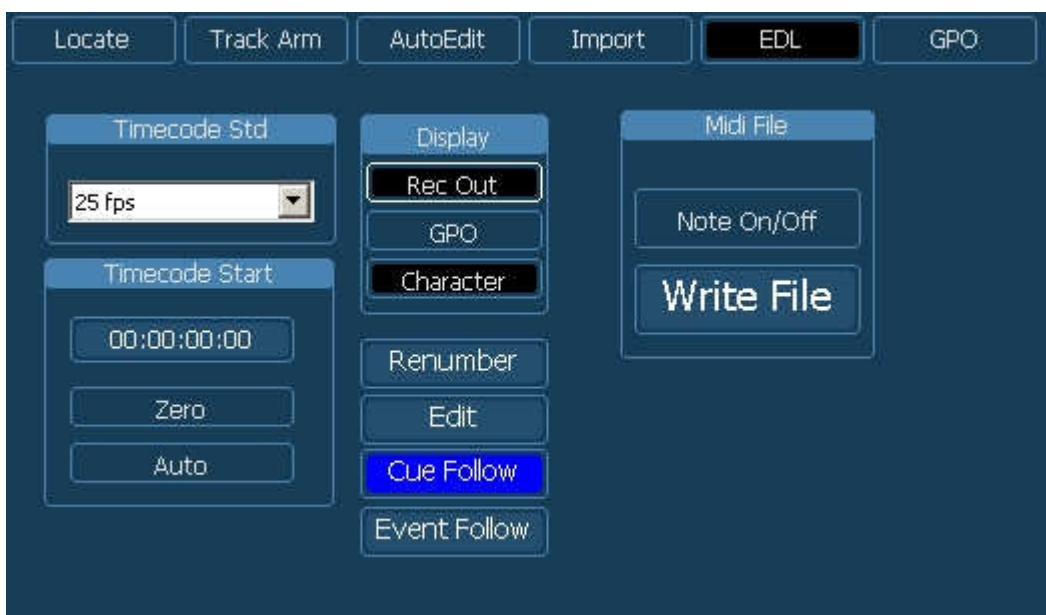 Locate
Track Arm
AutoEdit
Import
EDL
GPO
Timecode Std
25 fps
Timecode Start
00:00:00:00
Zero
Auto
Display
Rec Out
GPO
Character
Renumber
Edit
Cue Follow
Event Follow
Midi File
Note On/Off
Write File